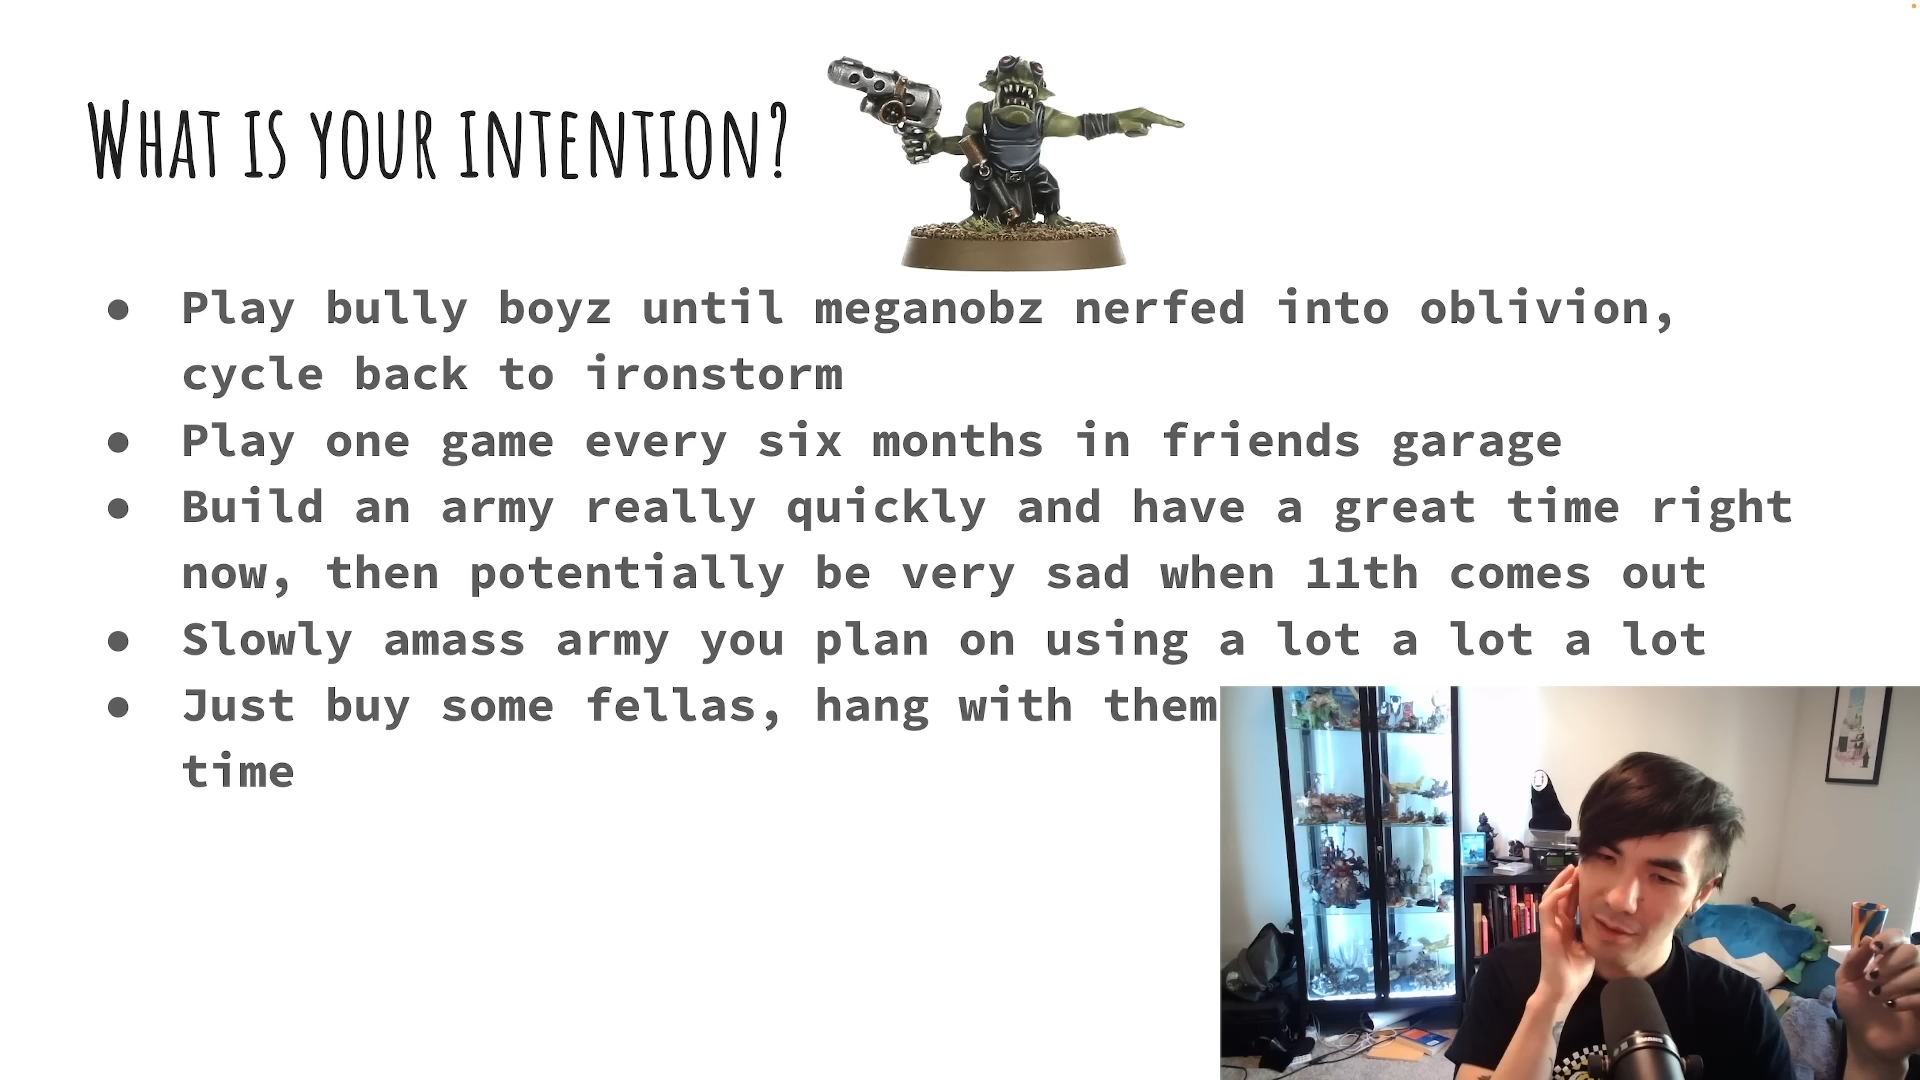 What is your intention?
● Play bully boyz until meganobz nerfed into oblivion,
cycle back to ironstorm
● Play one game every six months in friends garage
● Build an army really quickly and have a great time right
now, then potentially be very sad when 11th comes out
● Slowly amass army you plan on using a lot a lot a lot
● Just buy some fellas, hang with them
time